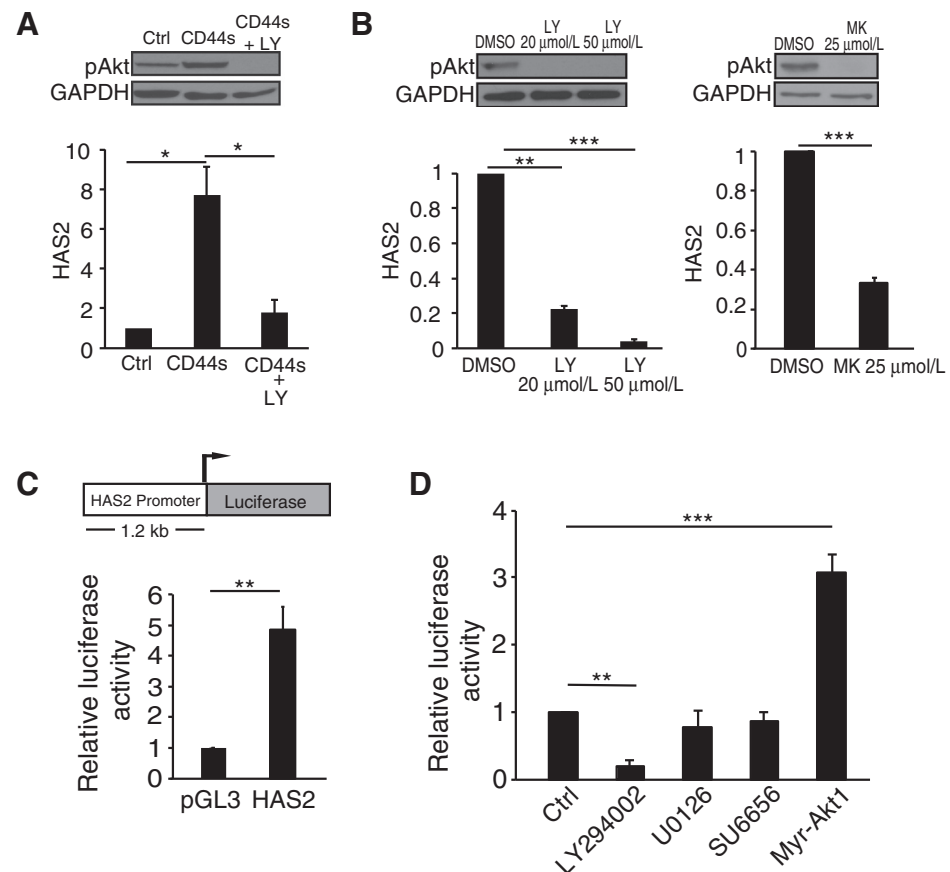 A
Ctrl CD44s CD44s + LY
pAkt
GAPDH
10
8
6
4
2
0
HAS2
*
*
Ctrl CD44s CD44s + LY
B
DMSO LY 20 μmol/L LY 50 μmol/L
pAkt
GAPDH
1
0.8
0.6
0.4
0.2
0
HAS2
***
**
DMSO LY 20 μmol/L LY 50 μmol/L
DMSO MK 25 μmol/L
pAkt
GAPDH
1
0.8
0.6
0.4
0.2
0
HAS2
***
DMSO MK 25 μmol/L
C
HAS2 Promoter Luciferase
1.2 kb
Relative luciferase
activity
6
5
4
3
2
1
0
**
pGL3 HAS2
D
Relative luciferase
activity
4
3
2
1
0
***
**
Ctrl
LY294002
U0126
SU6656
Myr-Akt1